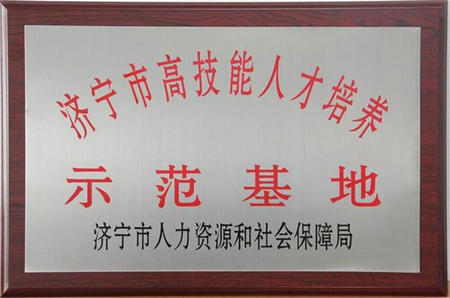 济宁市高技能人才培养
示范基地
济宁市人力资源和社会保障局